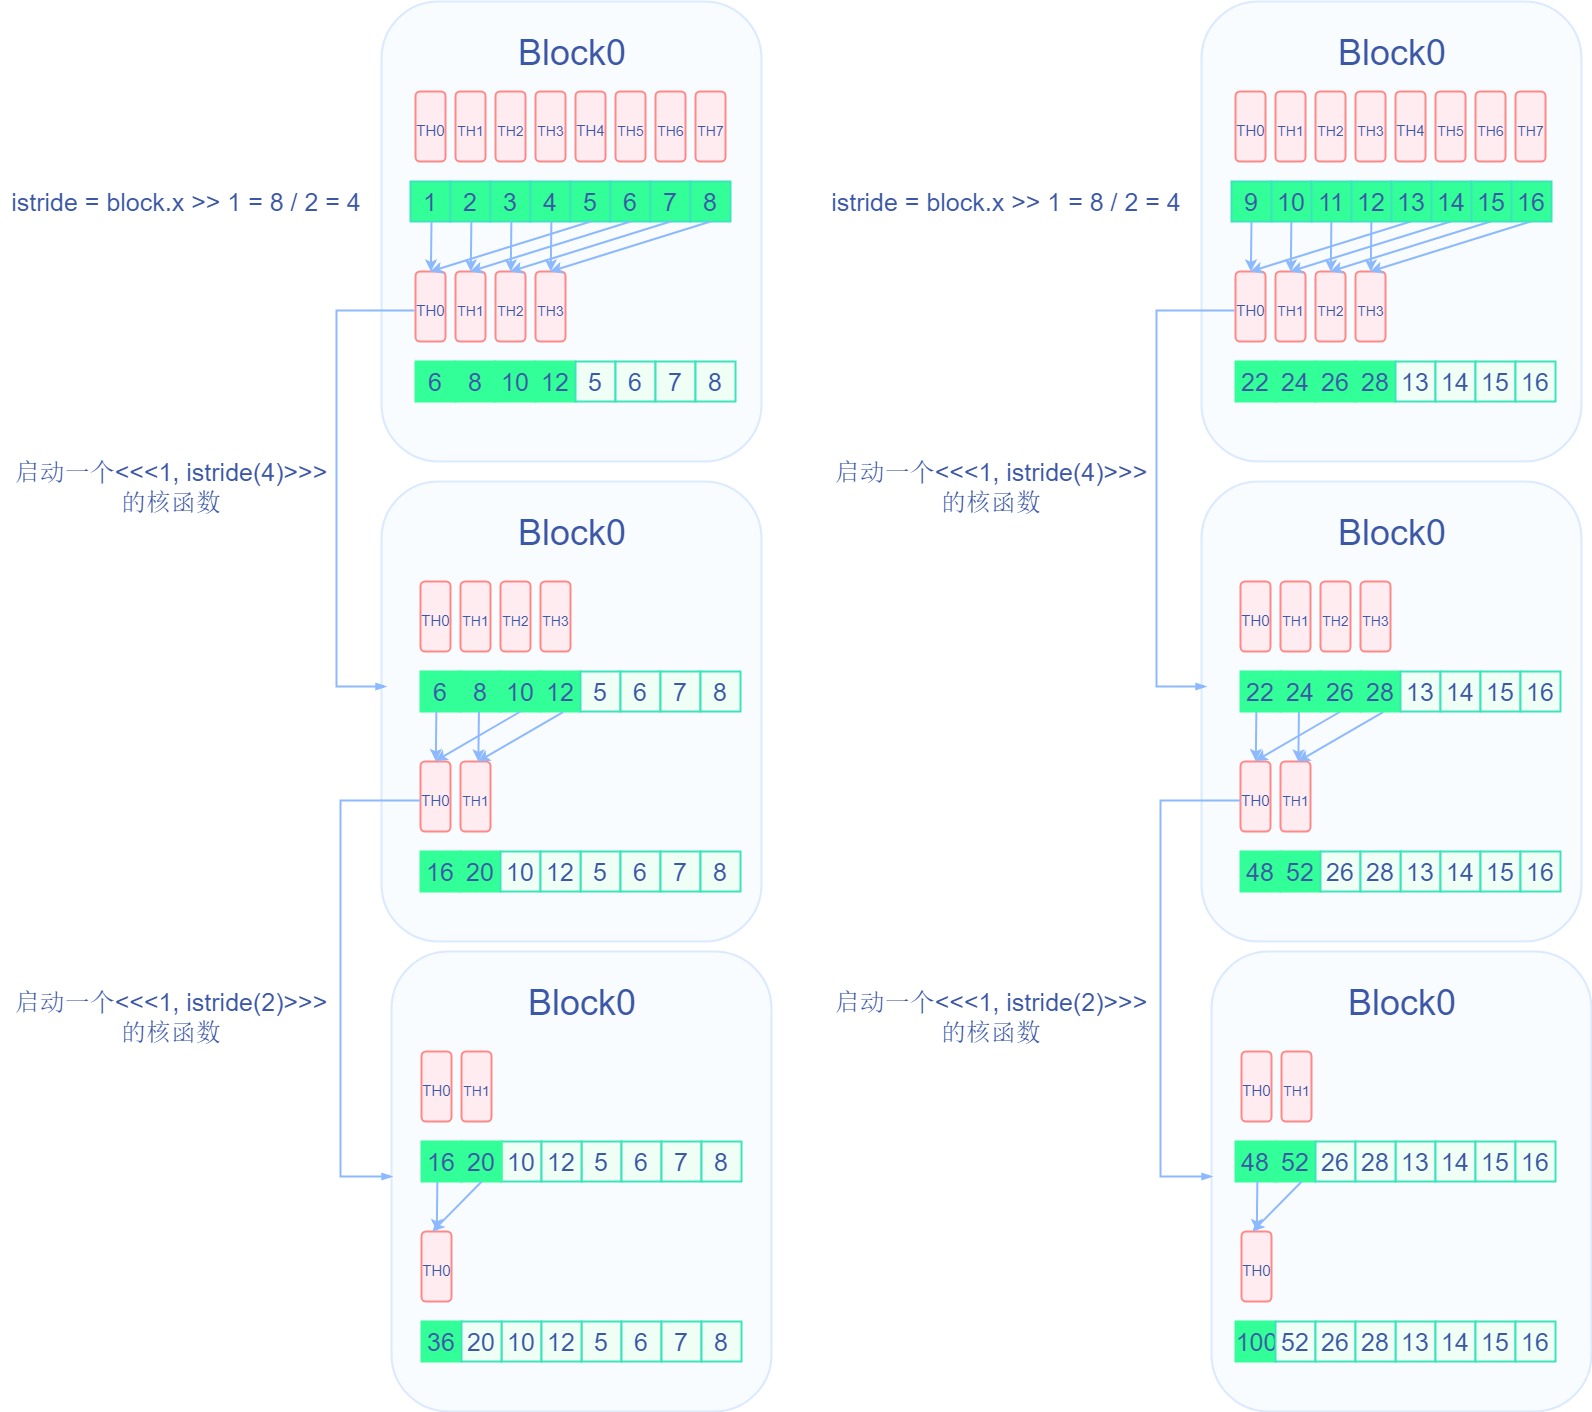 Block0
TH0 TH1 TH2 TH3 TH4 TH5 TH6 TH7
istride = block.x >> 1 = 8 / 2 = 4
1 2 3 4 5 6 7 8
TH0 TH1 TH2 TH3
6 8 10 12 5 6 7 8
启动一个<<<1, istride(4)>>>
的核函数
Block0
TH0 TH1 TH2 TH3
6 8 10 12 5 6 7 8
TH0 TH1
16 20 10 12 5 6 7 8
启动一个<<<1, istride(2)>>>
的核函数
Block0
TH0 TH1
16 20 10 12 5 6 7 8
TH0
36 20 10 12 5 6 7 8
Block0
TH0 TH1 TH2 TH3 TH4 TH5 TH6 TH7
istride = block.x >> 1 = 8 / 2 = 4
9 10 11 12 13 14 15 16
TH0 TH1 TH2 TH3
22 24 26 28 13 14 15 16
启动一个<<<1, istride(4)>>>
的核函数
Block0
TH0 TH1 TH2 TH3
22 24 26 28 13 14 15 16
TH0 TH1
48 52 26 28 13 14 15 16
启动一个<<<1, istride(2)>>>
的核函数
Block0
TH0 TH1
48 52 26 28 13 14 15 16
TH0
100 52 26 28 13 14 15 16